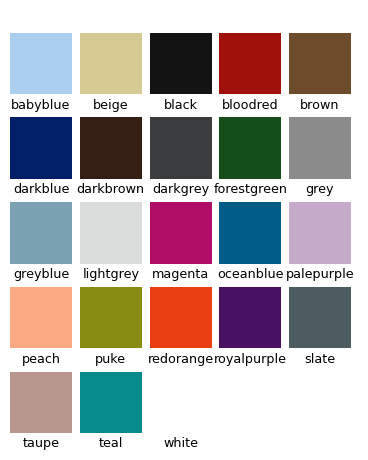 babyblue beige black bloodred brown
darkblue darkbrown darkgrey forestgreen grey
greyblue lightgrey magenta oceanblue palepurple
peach puke redorange royalpurple slate
taupe teal white